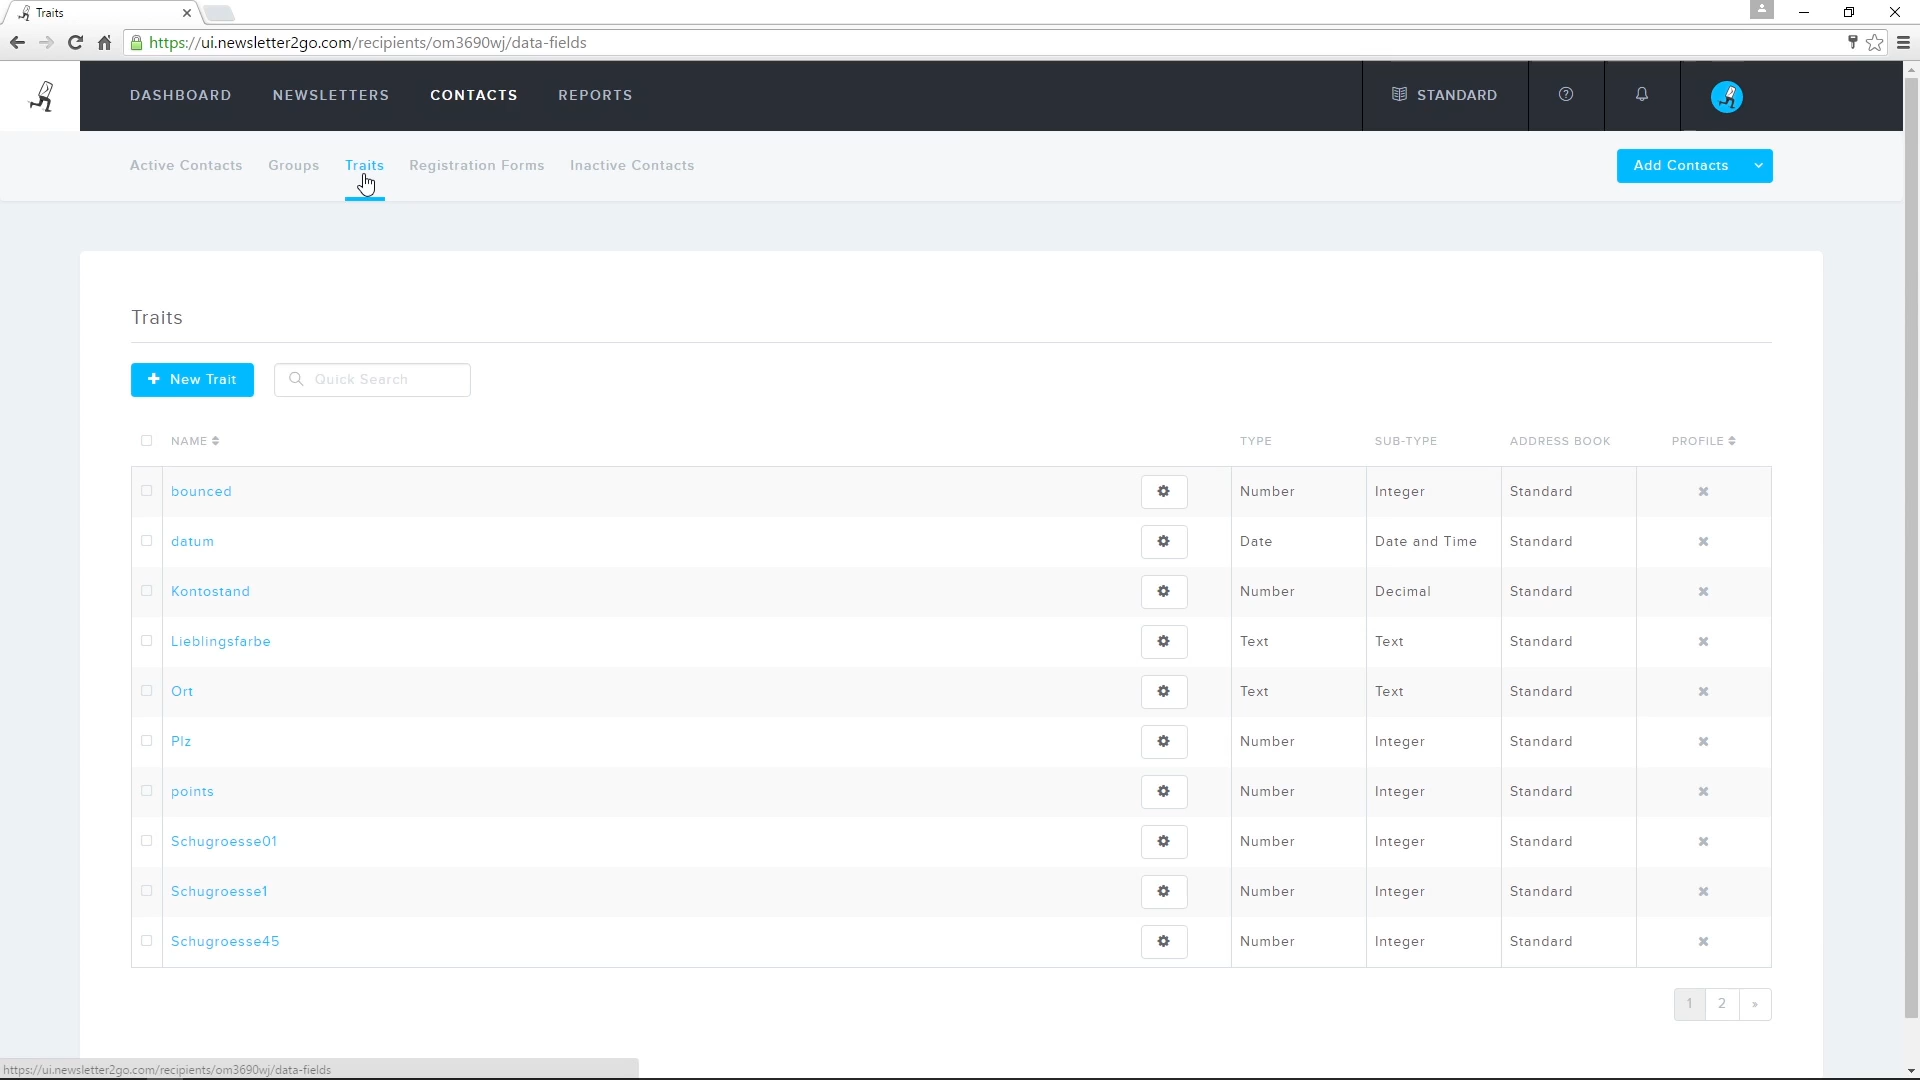 Traits
https://ui.newsletter2go.com/recipients/om3690wj/data-fields
DASHBOARD NEWSLETTERS CONTACTS REPORTS STANDARD
Active Contacts Groups Traits Registration Forms Inactive Contacts Add Contacts
Traits
+ New Trait Quick Search
NAME TYPE SUB-TYPE ADDRESS BOOK PROFILE
bounced Number Integer Standard
datum Date Date and Time Standard
Kontostand Number Decimal Standard
Lieblingsfarbe Text Text Standard
Ort Text Text Standard
Plz Number Integer Standard
points Number Integer Standard
Schugroesse01 Number Integer Standard
Schugroesse1 Number Integer Standard
Schugroesse45 Number Integer Standard
1 2 »
https://ui.newsletter2go.com/recipients/om3690wj/data-fields